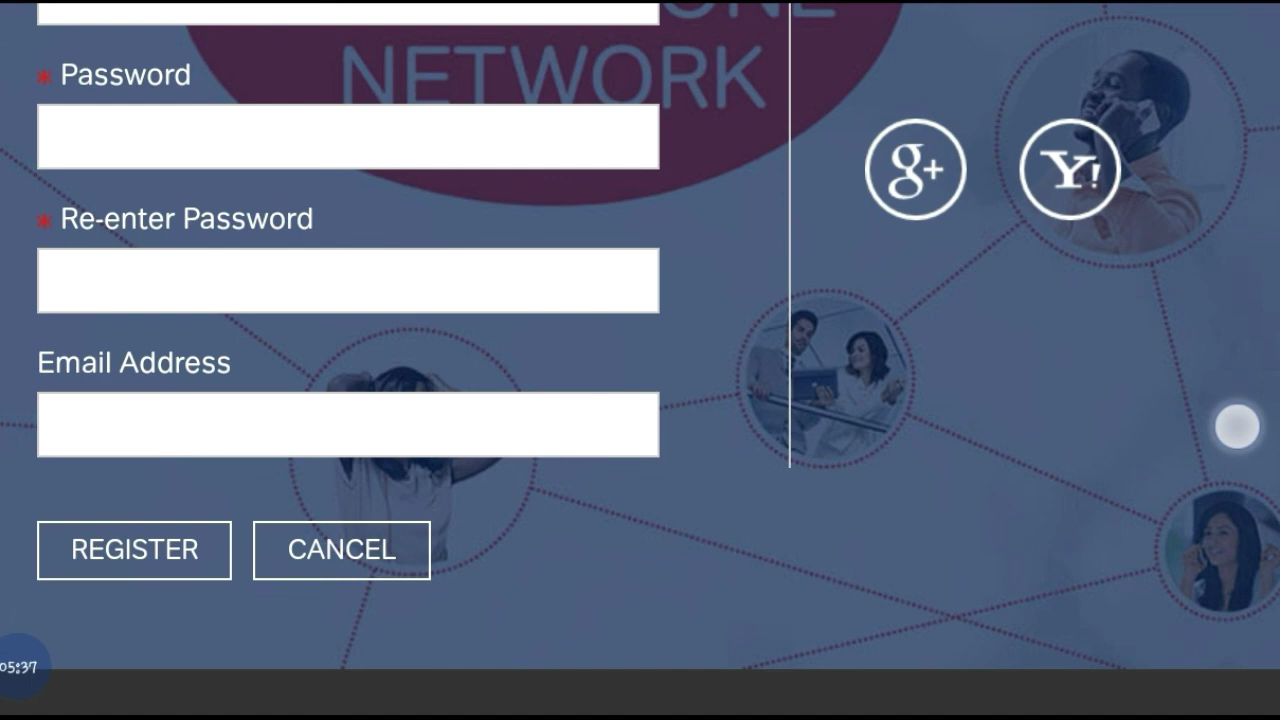 NETWORK
* Password
* Re-enter Password
Email Address
REGISTER
CANCEL
g+
Y!
05:37